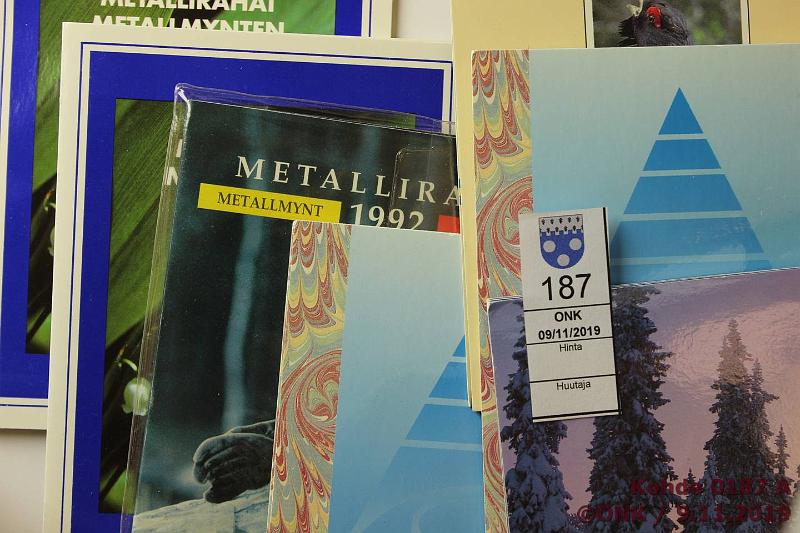 METALLIRAHAT
METALLMYNTEN
METALLIRA
METALLMYNT
1992
187
ONK
09/11/2019
Hinta
Huutaja
Kohde 0187 A
©ONK / 9.11.2019